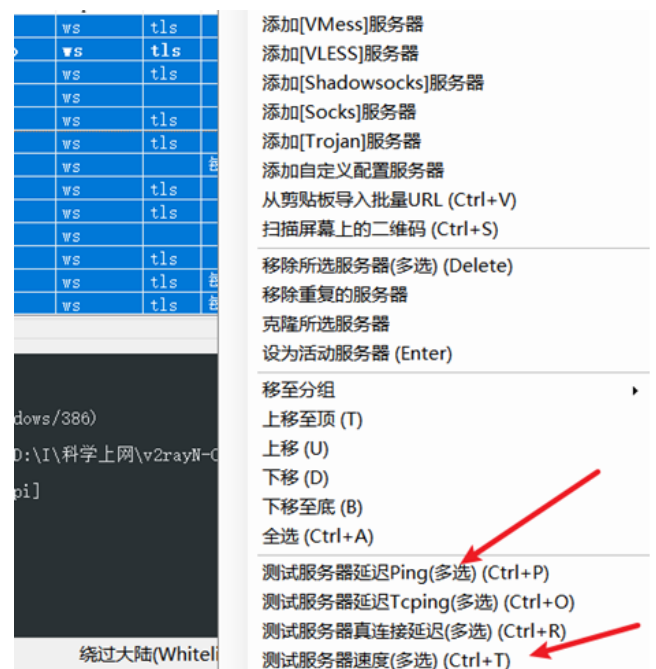 ws tls
ws tls
ws tls
ws
ws tls
ws tls
ws
ws tls
ws tls
ws
ws tls
ws tls
ws tls
dows/386)
D:\I\科学上网\v2rayN-C
pi]
绕过大陆(Whiteli
添加[VMess]服务器
添加[VLESS]服务器
添加[Shadowsocks]服务器
添加[Socks]服务器
添加[Trojan]服务器
添加自定义配置服务器
从剪贴板导入批量URL (Ctrl+V)
扫描屏幕上的二维码 (Ctrl+S)
移除所选服务器(多选) (Delete)
移除重复的服务器
克隆所选服务器
设为活动服务器 (Enter)
移至分组
上移至顶 (T)
上移 (U)
下移 (D)
下移至底 (B)
全选 (Ctrl+A)
测试服务器延迟Ping(多选) (Ctrl+P)
测试服务器延迟Tcping(多选) (Ctrl+O)
测试服务器真连接延迟(多选) (Ctrl+R)
测试服务器速度(多选) (Ctrl+T)